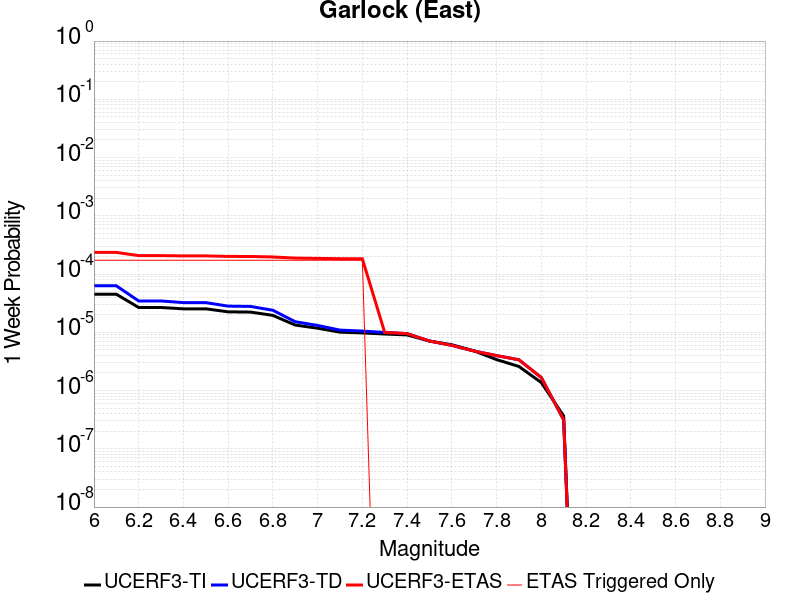 Garlock (East)
10^0
10^-1
10^-2
10^-3
10^-4
10^-5
10^-6
10^-7
10^-8
1 Week Probability
6 6.2 6.4 6.6 6.8 7 7.2 7.4 7.6 7.8 8 8.2 8.4 8.6 8.8 9
Magnitude
UCERF3-TI UCERF3-TD UCERF3-ETAS ETAS Triggered Only